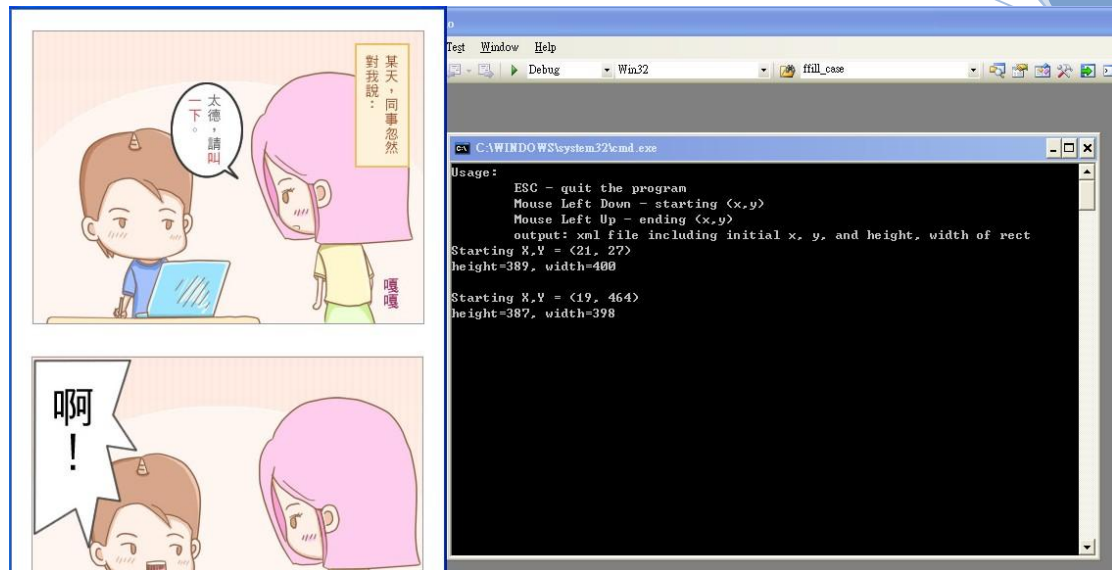 某天，同事忽然
對我說：
太德，請叫
一下。
嘎嘎
啊！
o
Test Window Help
Debug Win32 ffill_case
C:\WINDOWS\system32\cmd.exe
Usage:
ESC - quit the program
Mouse Left Down - starting (x,y)
Mouse Left Up - ending (x,y)
output: xml file including initial x, y, and height, width of rect
Starting X,Y = (21, 27)
height=389, width=400
Starting X,Y = (19, 464)
height=387, width=398